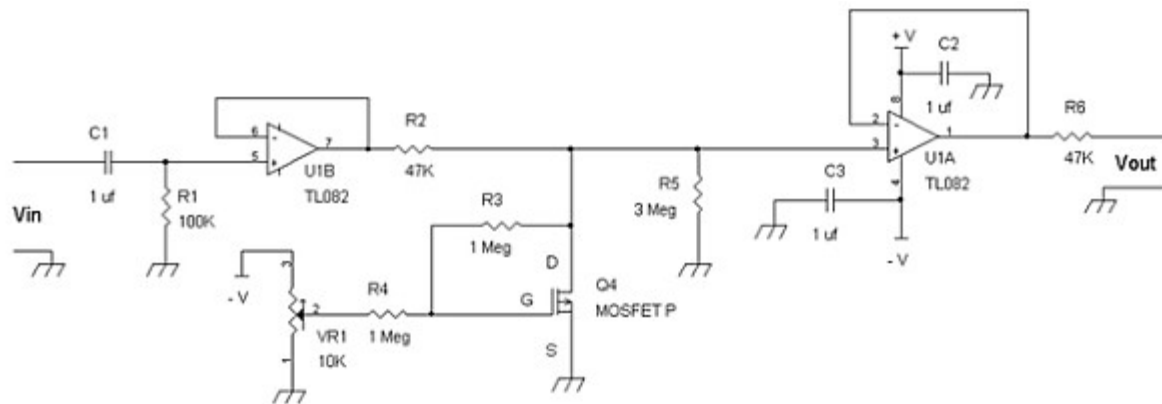 + V
C2
1 uf
8
R6
47K
2
-
3
+
1
U1A
TL082
4
- V
C3
1 uf
Vout
C1
1 uf
R1
100K
Vin
6
-
5
+
7
U1B
TL082
R2
47K
R3
1 Meg
R5
3 Meg
D
G
S
Q4
MOSFET P
R4
1 Meg
- V
3
2
1
VR1
10K